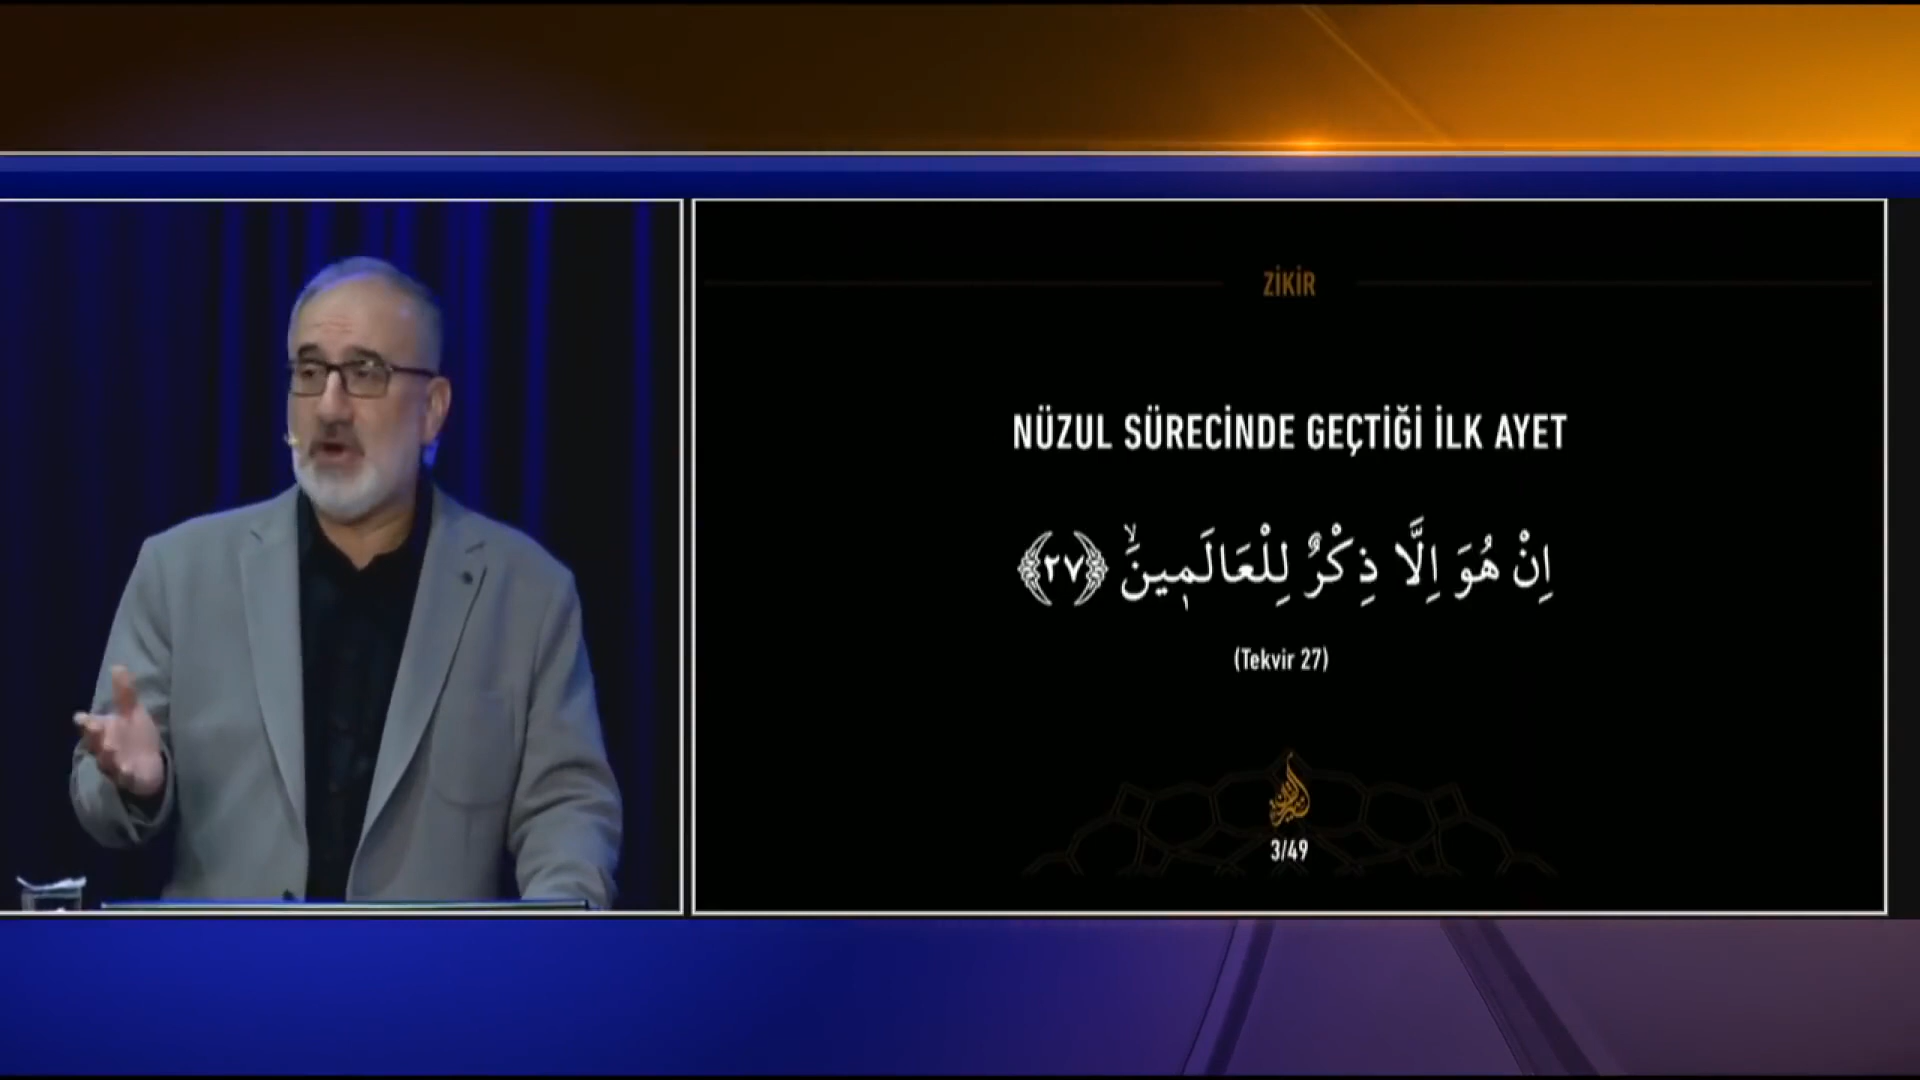 ZİKİR
NÜZUL SÜRECİNDE GEÇTİĞİ İLK AYET
اِنْ هُوَ اِلَّا ذِكْرٌ لِلْعَالَمٖينَۙ ﴿٢٧﴾
(Tekvir 27)
3/49